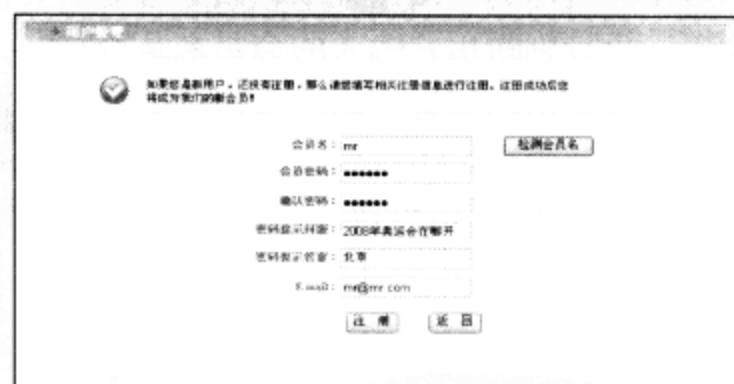 如果您是新用户，还没有注册，那么请您填写相关注册信息进行注册。注册成功后您
将成为我们的新会员！
会员名：mr 检测会员名
会员密码：●●●●●●
确认密码：●●●●●●
密码提示问题：2008年奥运会在哪开
密码提示答案：北京
E-mail：mr@mr.com
注 册 返 回